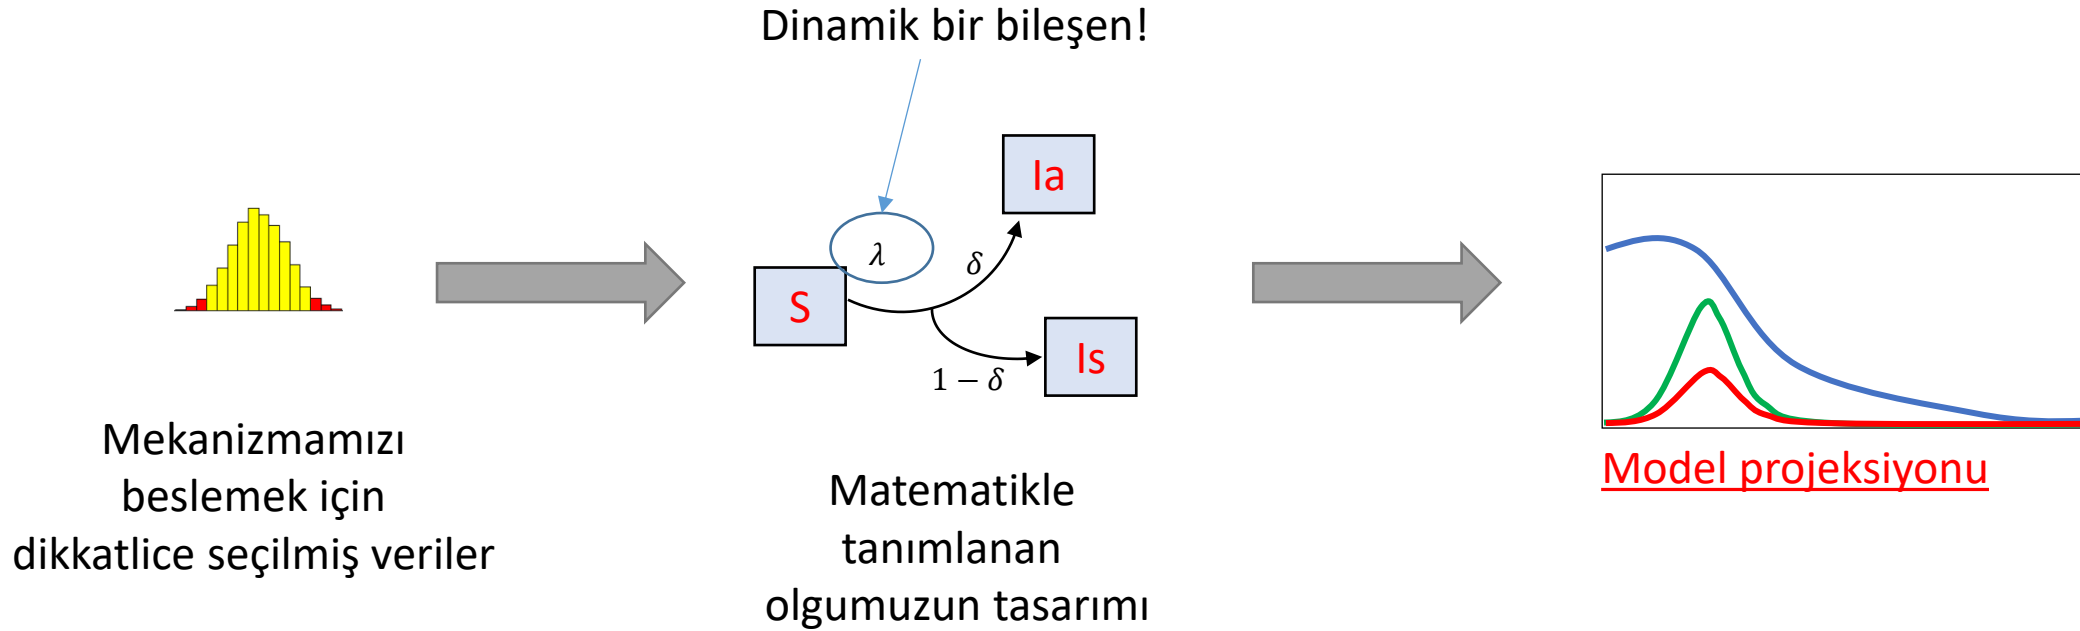 Dinamik bir bileşen!
Ia
λ
δ
S
Is
1 − δ
Mekanizmamızı
beslemek için
dikkatlice seçilmiş veriler
Matematikle
tanımlanan
olgumuzun tasarımı
Model projeksiyonu